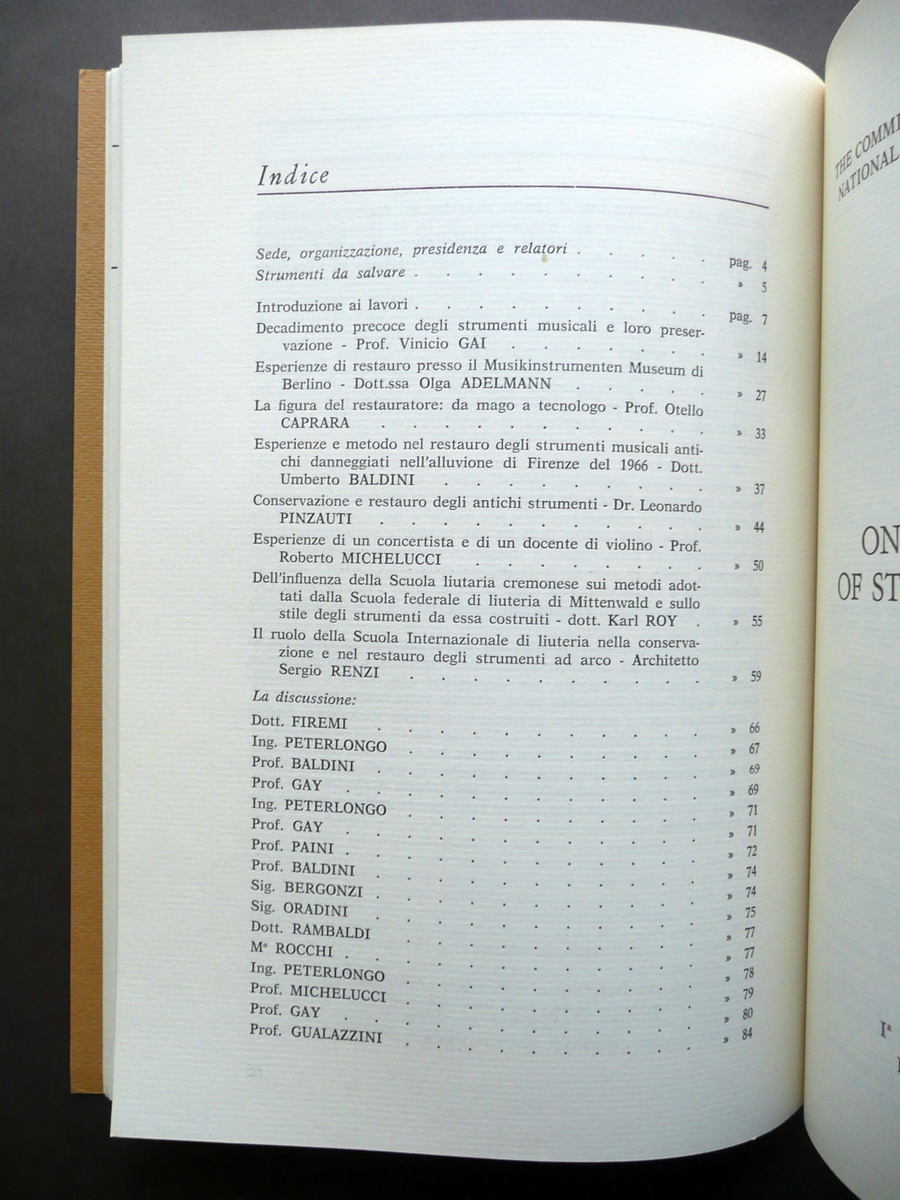 Indice
Sede, organizzazione, presidenza e relatori . . . . . pag. 4
Strumenti da salvare . . . . . . . . . . » 5
Introduzione ai lavori . . . . . . . . . . pag. 7
Decadimento precoce degli strumenti musicali e loro preser-
vazione - Prof. Vinicio GAI . . . . . . » 14
Esperienze di restauro presso il Musikinstrumenten Museum di
Berlino - Dott.ssa Olga ADELMANN . . . . . » 27
La figura del restauratore: da mago a tecnologo - Prof. Otello
CAPRARA . . . . . . . . . . » 33
Esperienze e metodo nel restauro degli strumenti musicali anti-
chi danneggiati nell'alluvione di Firenze del 1966 - Dott.
Umberto BALDINI . . . . . . . . » 37
Conservazione e restauro degli antichi strumenti - Dr. Leonardo
PINZAUTI . . . . . . . . . . » 44
Esperienze di un concertista e di un docente di violino - Prof.
Roberto MICHELUCCI . . . . . . . . » 50
Dell'influenza della Scuola liutaria cremonese sui metodi adot-
tati dalla Scuola federale di liuteria di Mittenwald e sullo
stile degli strumenti da essa costruiti - dott. Karl ROY . » 55
Il ruolo della Scuola Internazionale di liuteria nella conserva-
zione e nel restauro degli strumenti ad arco - Architetto
Sergio RENZI . . . . . . . . . » 59
La discussione:
Dott. FIREMI . . . . . . . . . » 66
Ing. PETERLONGO . . . . . . . . » 67
Prof. BALDINI . . . . . . . . . » 69
Prof. GAY . . . . . . . . . . » 69
Ing. PETERLONGO . . . . . . . . » 71
Prof. GAY . . . . . . . . . . » 71
Prof. PAINI . . . . . . . . . . » 72
Prof. BALDINI . . . . . . . . . » 74
Sig. BERGONZI . . . . . . . . . » 74
Sig. ORADINI . . . . . . . . . » 75
Dott. RAMBALDI . . . . . . . . » 77
Mª ROCCHI . . . . . . . . . . » 77
Ing. PETERLONGO . . . . . . . . » 78
Prof. MICHELUCCI . . . . . . . . » 79
Prof. GAY . . . . . . . . . . » 80
Prof. GUALAZZINI . . . . . . . . » 84
THE COMMI
NATIONAL
ON
OF ST
Iª